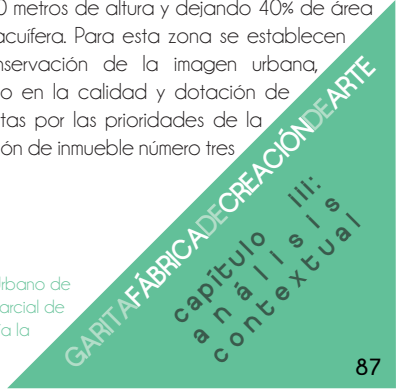 0 metros de altura y dejando 40% de área
acuífera. Para esta zona se establecen
nservación de la imagen urbana,
o en la calidad y dotación de
tas por las prioridades de la
ón de inmueble número tres
GARITAFÁBRICADECREACIÓNDEARTE
capítulo III:
análisis
contextual
rbano de
arcial de
a la
87